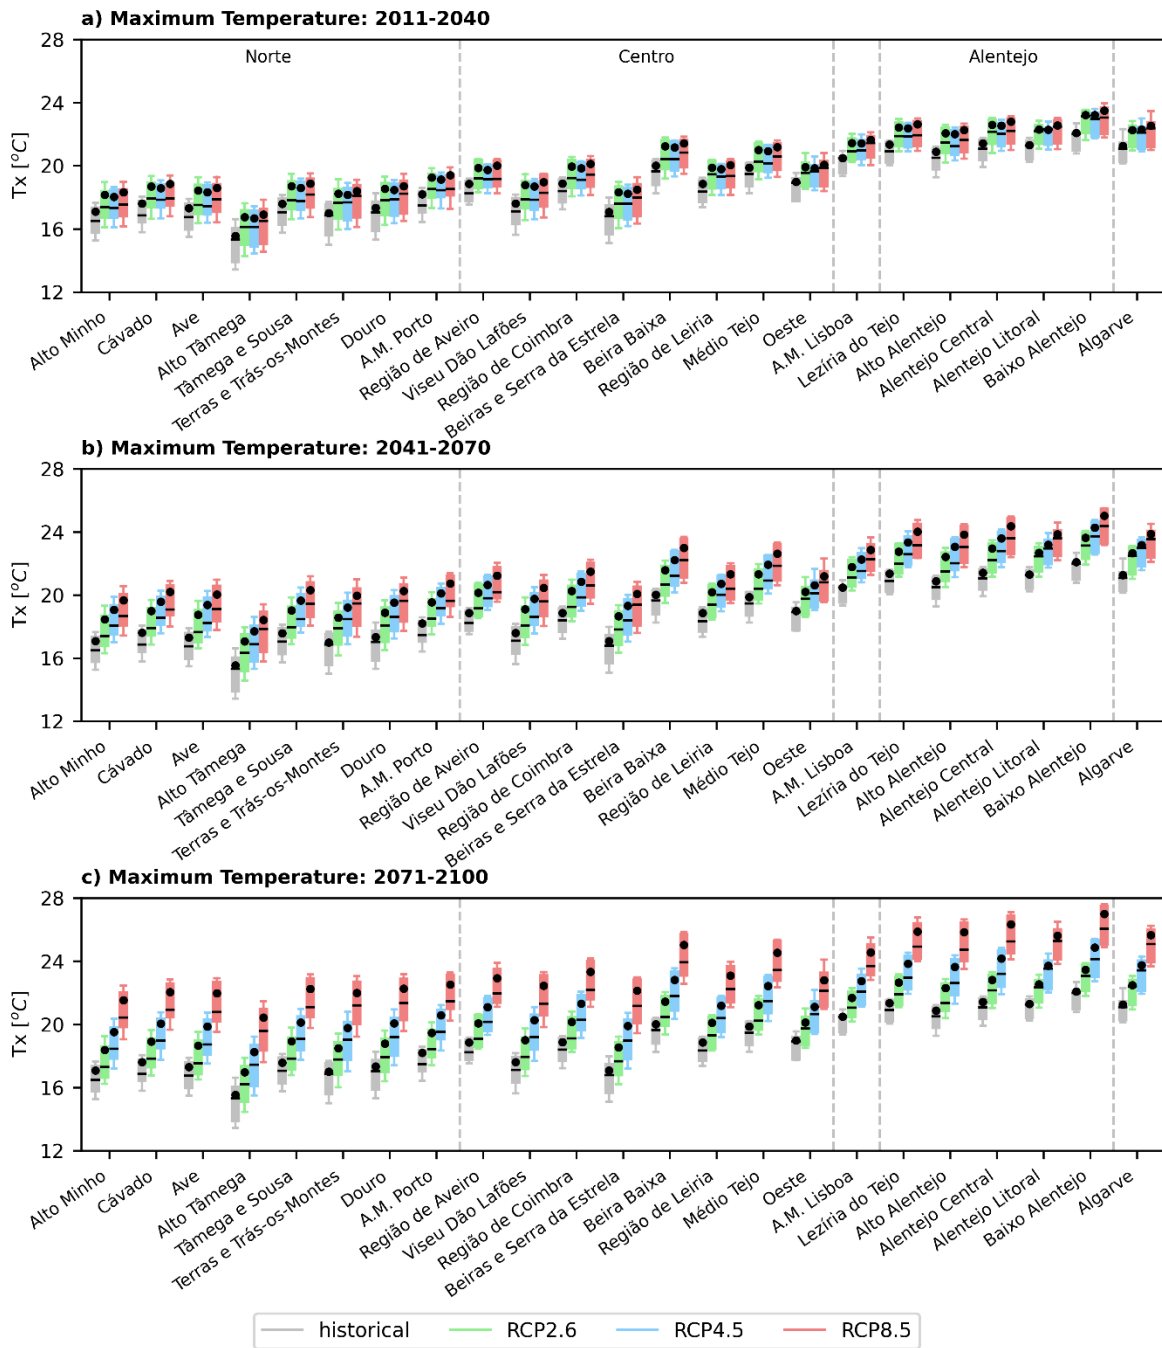 a) Maximum Temperature: 2011-2040
Norte
Centro
Alentejo
28
24
20
16
12
Tx [°C]
Alto Minho
Cávado
Ave
Alto Tâmega
Tâmega e Sousa
Terras e Trás-os-Montes
Douro
A.M. Porto
Região de Aveiro
Viseu Dão Lafões
Região de Coimbra
Beiras e Serra da Estrela
Beira Baixa
Região de Leiria
Médio Tejo
Oeste
A.M. Lisboa
Lezíria do Tejo
Alto Alentejo
Alentejo Central
Alentejo Litoral
Baixo Alentejo
Algarve
b) Maximum Temperature: 2041-2070
28
24
20
16
12
Tx [°C]
Alto Minho
Cávado
Ave
Alto Tâmega
Tâmega e Sousa
Terras e Trás-os-Montes
Douro
A.M. Porto
Região de Aveiro
Viseu Dão Lafões
Região de Coimbra
Beiras e Serra da Estrela
Beira Baixa
Região de Leiria
Médio Tejo
Oeste
A.M. Lisboa
Lezíria do Tejo
Alto Alentejo
Alentejo Central
Alentejo Litoral
Baixo Alentejo
Algarve
c) Maximum Temperature: 2071-2100
28
24
20
16
12
Tx [°C]
Alto Minho
Cávado
Ave
Alto Tâmega
Tâmega e Sousa
Terras e Trás-os-Montes
Douro
A.M. Porto
Região de Aveiro
Viseu Dão Lafões
Região de Coimbra
Beiras e Serra da Estrela
Beira Baixa
Região de Leiria
Médio Tejo
Oeste
A.M. Lisboa
Lezíria do Tejo
Alto Alentejo
Alentejo Central
Alentejo Litoral
Baixo Alentejo
Algarve
historical RCP2.6 RCP4.5 RCP8.5